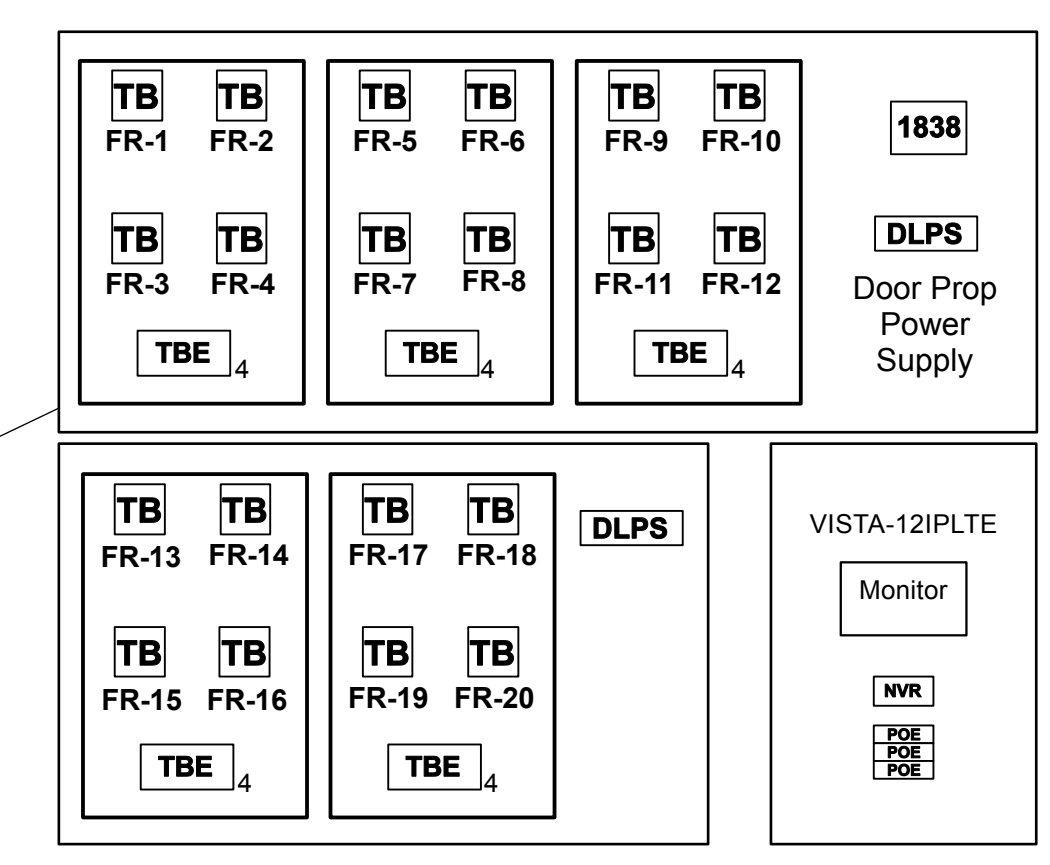 TB TB
FR-1 FR-2
TB TB
FR-3 FR-4
TBE 4
TB TB
FR-5 FR-6
TB TB
FR-7 FR-8
TBE 4
TB TB
FR-9 FR-10
TB TB
FR-11 FR-12
TBE 4
1838
DLPS
Door Prop
Power
Supply
TB TB
FR-13 FR-14
TB TB
FR-15 FR-16
TBE 4
TB TB
FR-17 FR-18
TB TB
FR-19 FR-20
TBE 4
DLPS
VISTA-12IPLTE
Monitor
NVR
POE
POE
POE